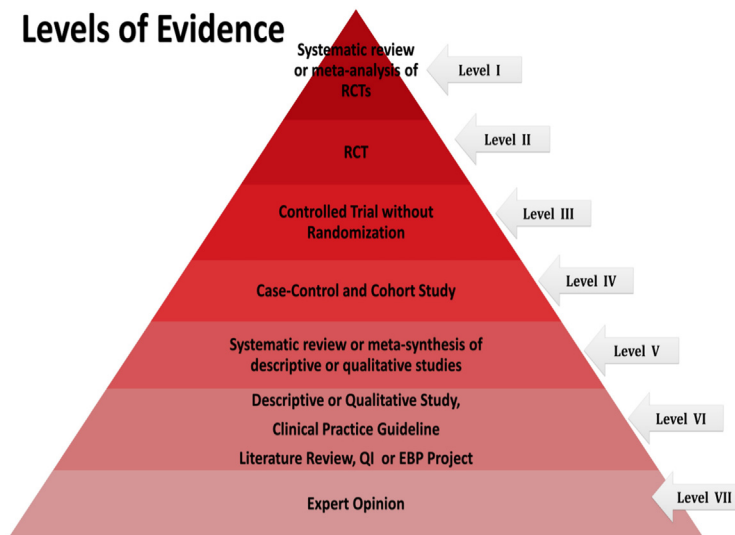 Levels of Evidence
Systematic review
or meta-analysis of
RCTs
Level I
RCT
Level II
Controlled Trial without
Randomization
Level III
Case-Control and Cohort Study
Level IV
Systematic review or meta-synthesis of
descriptive or qualitative studies
Level V
Descriptive or Qualitative Study,
Clinical Practice Guideline
Literature Review, QI or EBP Project
Level VI
Expert Opinion
Level VII